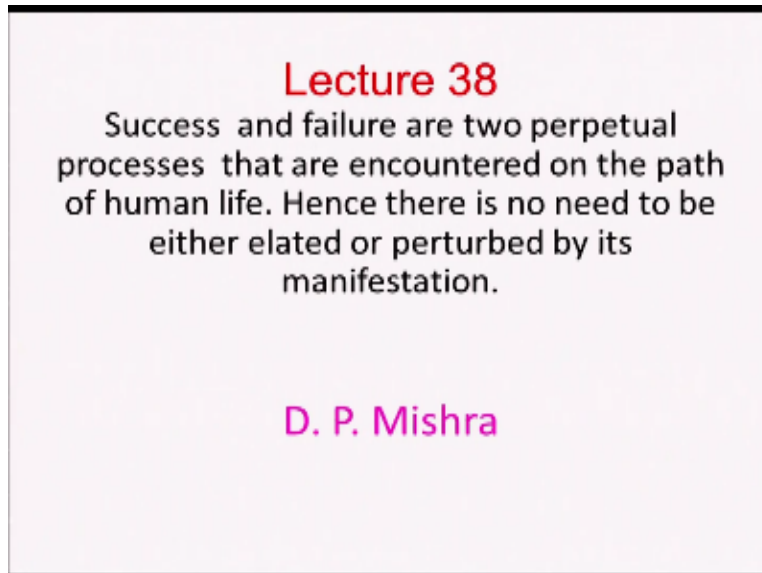 Lecture 38
Success and failure are two perpetual
processes that are encountered on the path
of human life. Hence there is no need to be
either elated or perturbed by its
manifestation.
D. P. Mishra